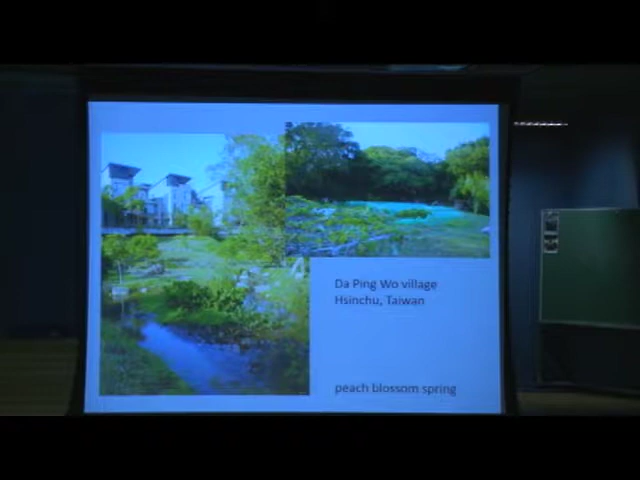 Da Ping Wo village
Hsinchu, Taiwan
peach blossom spring